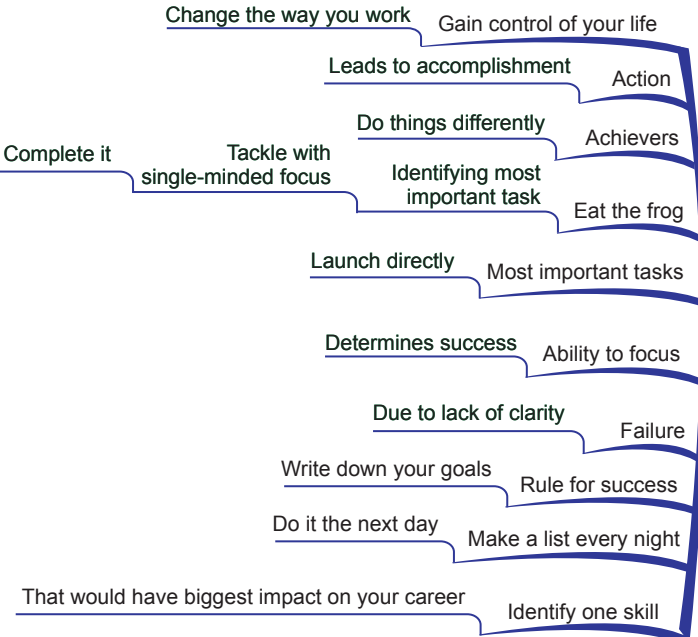 Change the way you work
Gain control of your life
Leads to accomplishment
Action
Do things differently
Achievers
Complete it
Tackle with
single-minded focus
Identifying most
important task
Eat the frog
Launch directly
Most important tasks
Determines success
Ability to focus
Due to lack of clarity
Failure
Write down your goals
Rule for success
Do it the next day
Make a list every night
That would have biggest impact on your career
Identify one skill